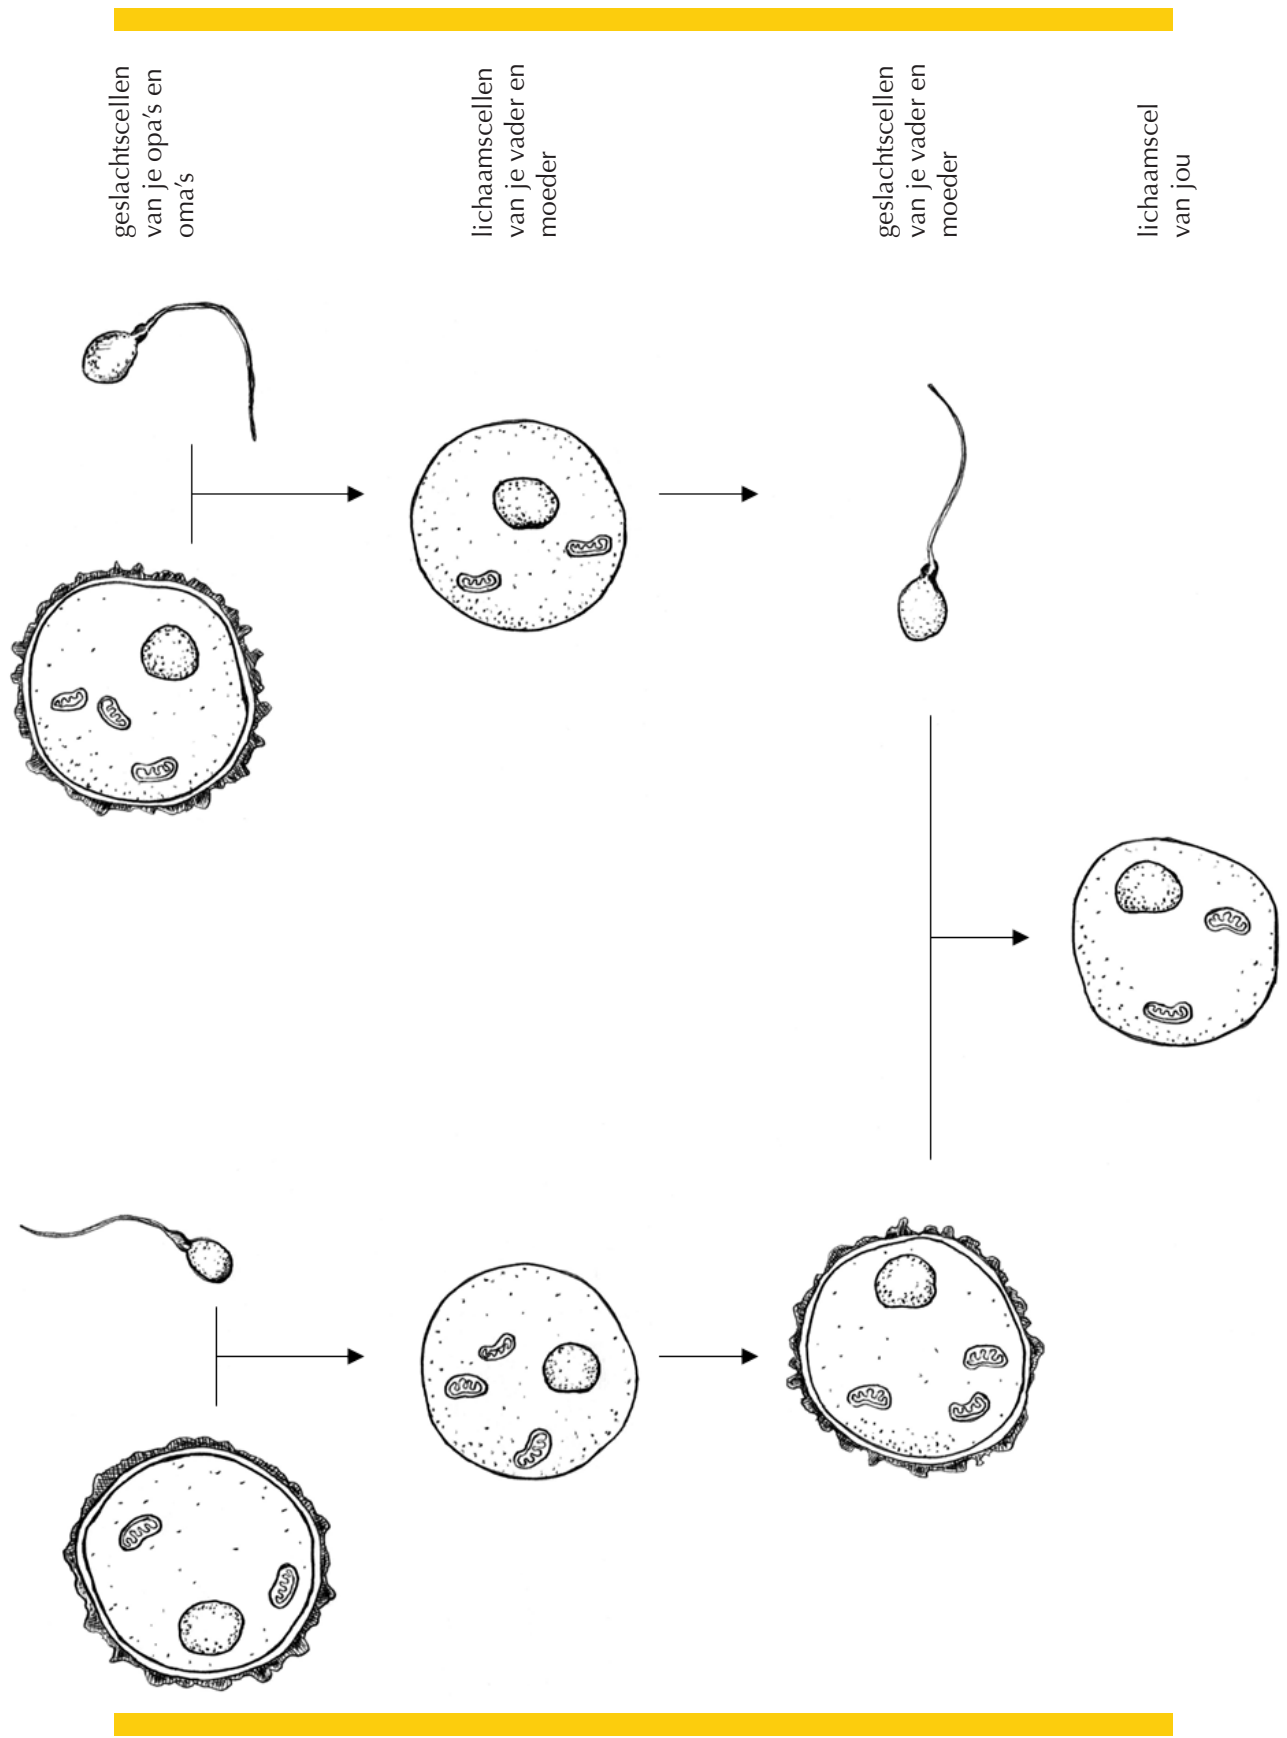 geslachtscellen
van je opa's en
oma's
lichaamscellen
van je vader en
moeder
geslachtscellen
van je vader en
moeder
lichaamscel
van jou